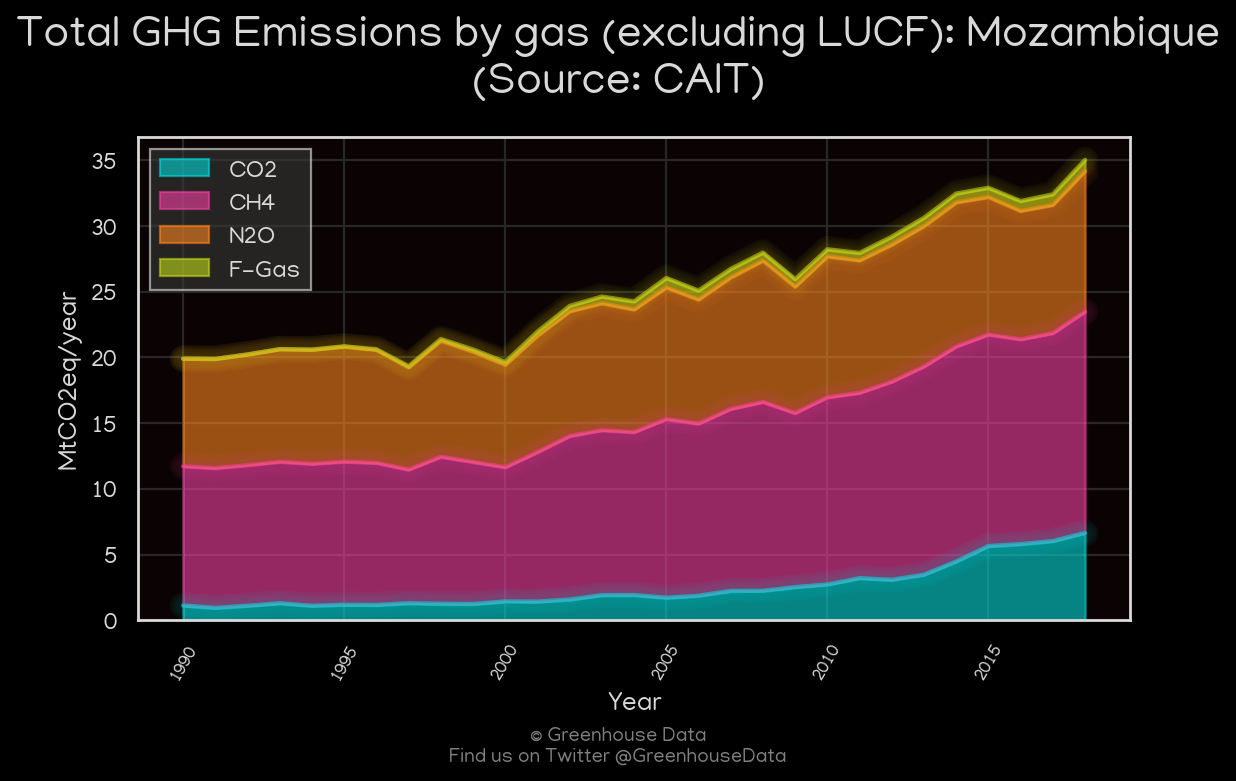 Total GHG Emissions by gas (excluding LUCF): Mozambique
(Source: CAIT)
CO2
CH4
N2O
F-Gas
MtCO2eq/year
35
30
25
20
15
10
5
0
1990
1995
2000
2005
2010
2015
Year
© Greenhouse Data
Find us on Twitter @GreenhouseData